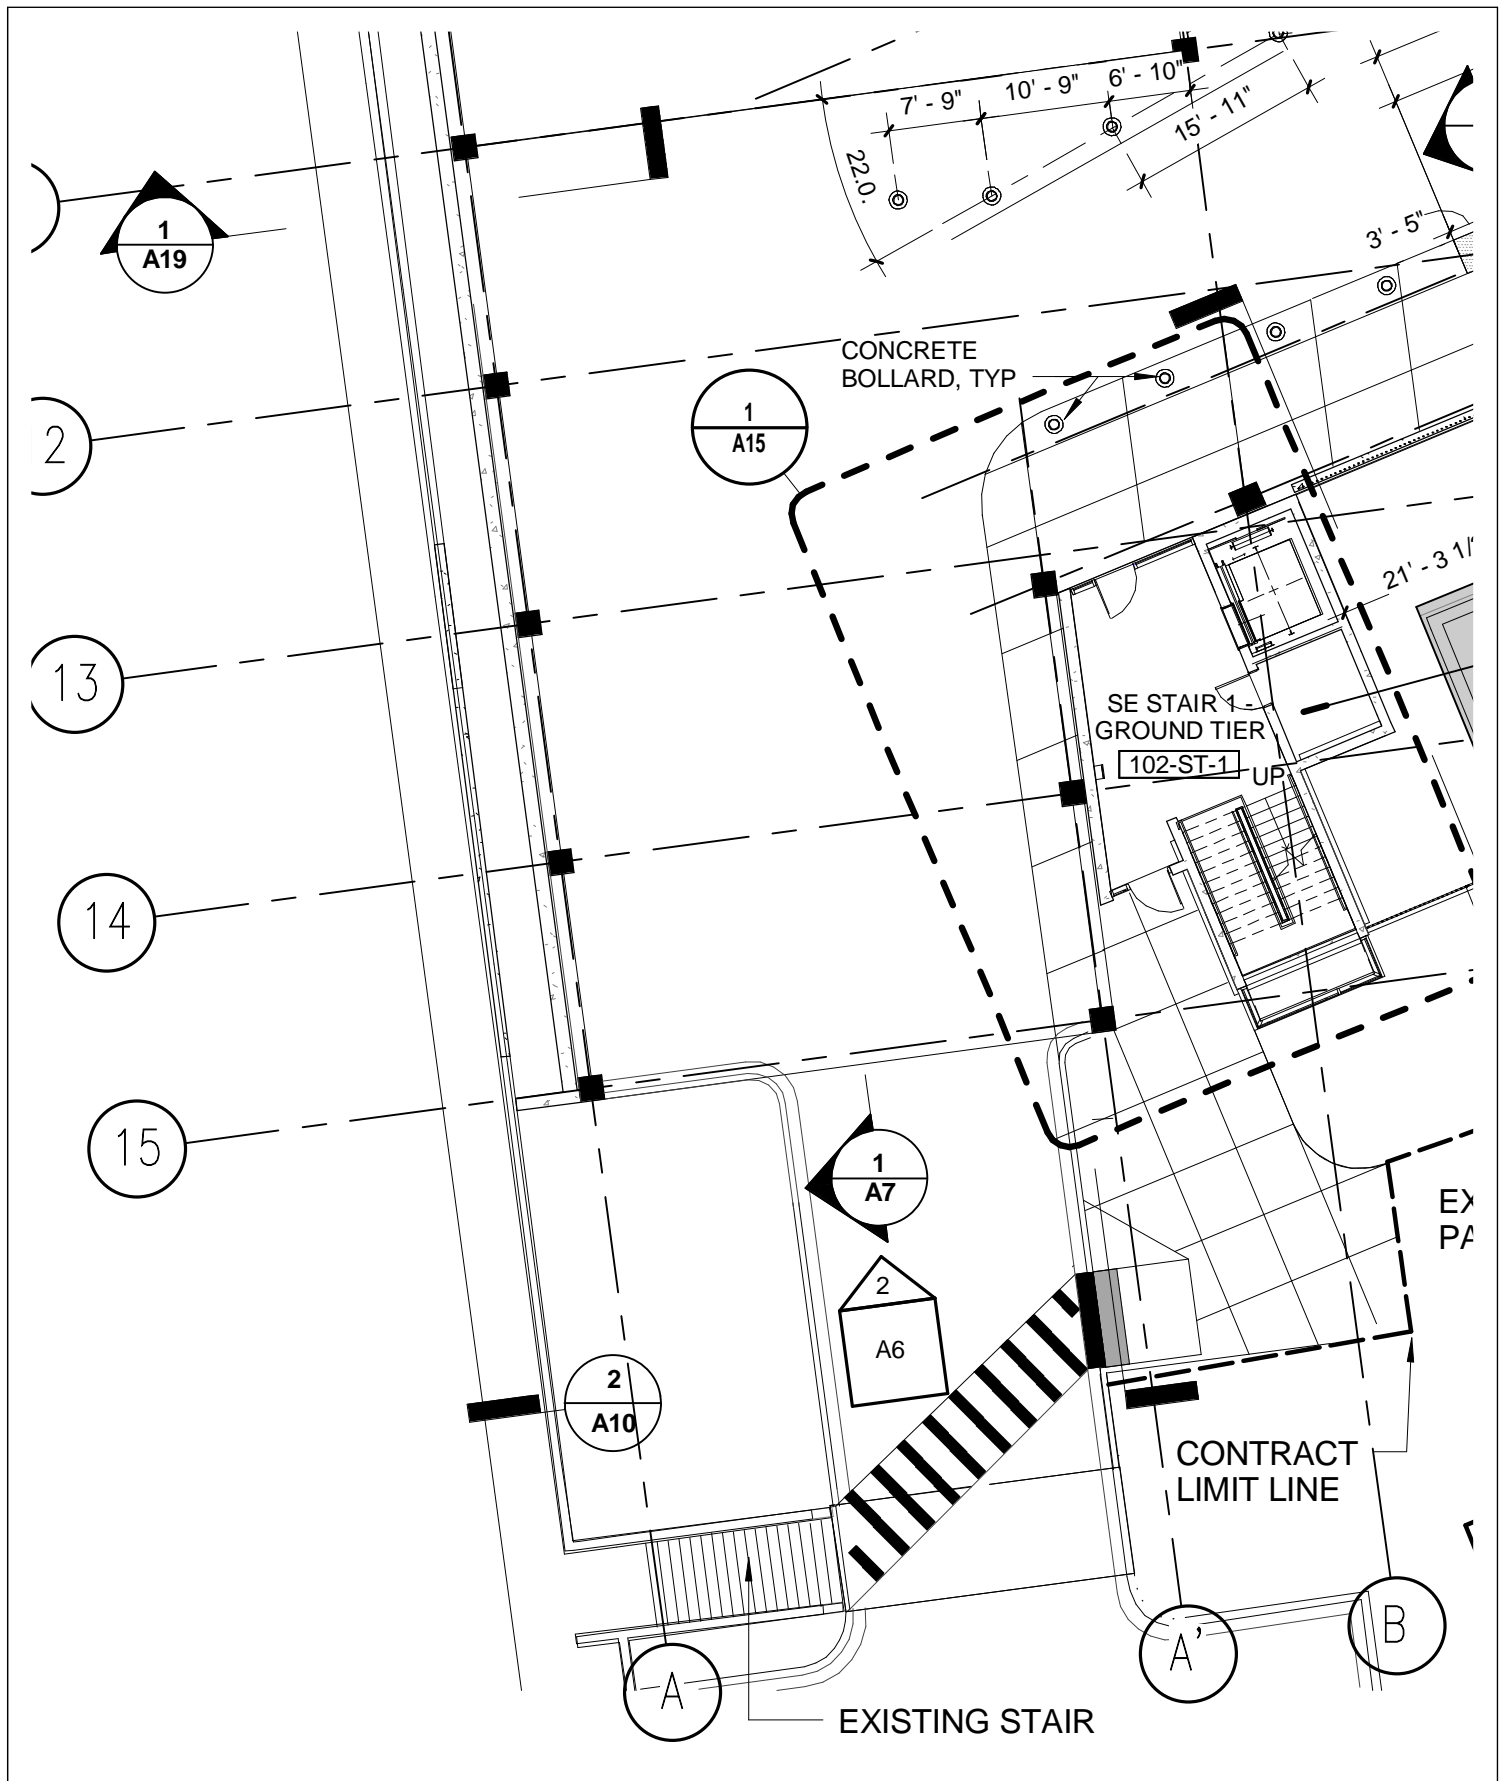 7' - 9"
10' - 9"
6' - 10"
15' - 11"
22.0.
3' - 5"
1
A19
CONCRETE
BOLLARD, TYP
1
A15
2
13
14
15
21' - 3 1/
SE STAIR 1 -
GROUND TIER
102-ST-1
UP
1
A7
2
A6
EX
PA
2
A10
CONTRACT
LIMIT LINE
A
A'
B
EXISTING STAIR